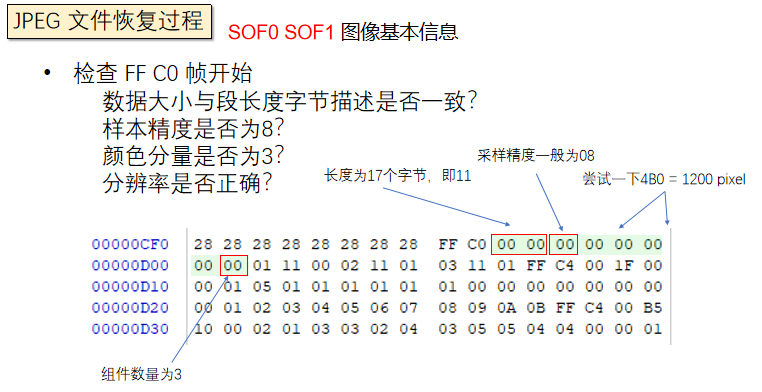 JPEG 文件恢复过程
SOF0 SOF1 图像基本信息
• 检查 FF C0 帧开始
数据大小与段长度字节描述是否一致?
样本精度是否为8?
颜色分量是否为3?
分辨率是否正确?
采样精度一般为08
长度为17个字节，即11
尝试一下4B0 = 1200 pixel
00000CF0 28 28 28 28 28 28 28 28 FF C0 00 00 00 00 00 00
00000D00 00 00 01 11 00 02 11 01 03 11 01 FF C4 00 1F 00
00000D10 00 01 05 01 01 01 01 01 01 00 00 00 00 00 00 00
00000D20 00 01 02 03 04 05 06 07 08 09 0A 0B FF C4 00 B5
00000D30 10 00 02 01 03 03 02 04 03 05 05 04 04 00 00 01
组件数量为3